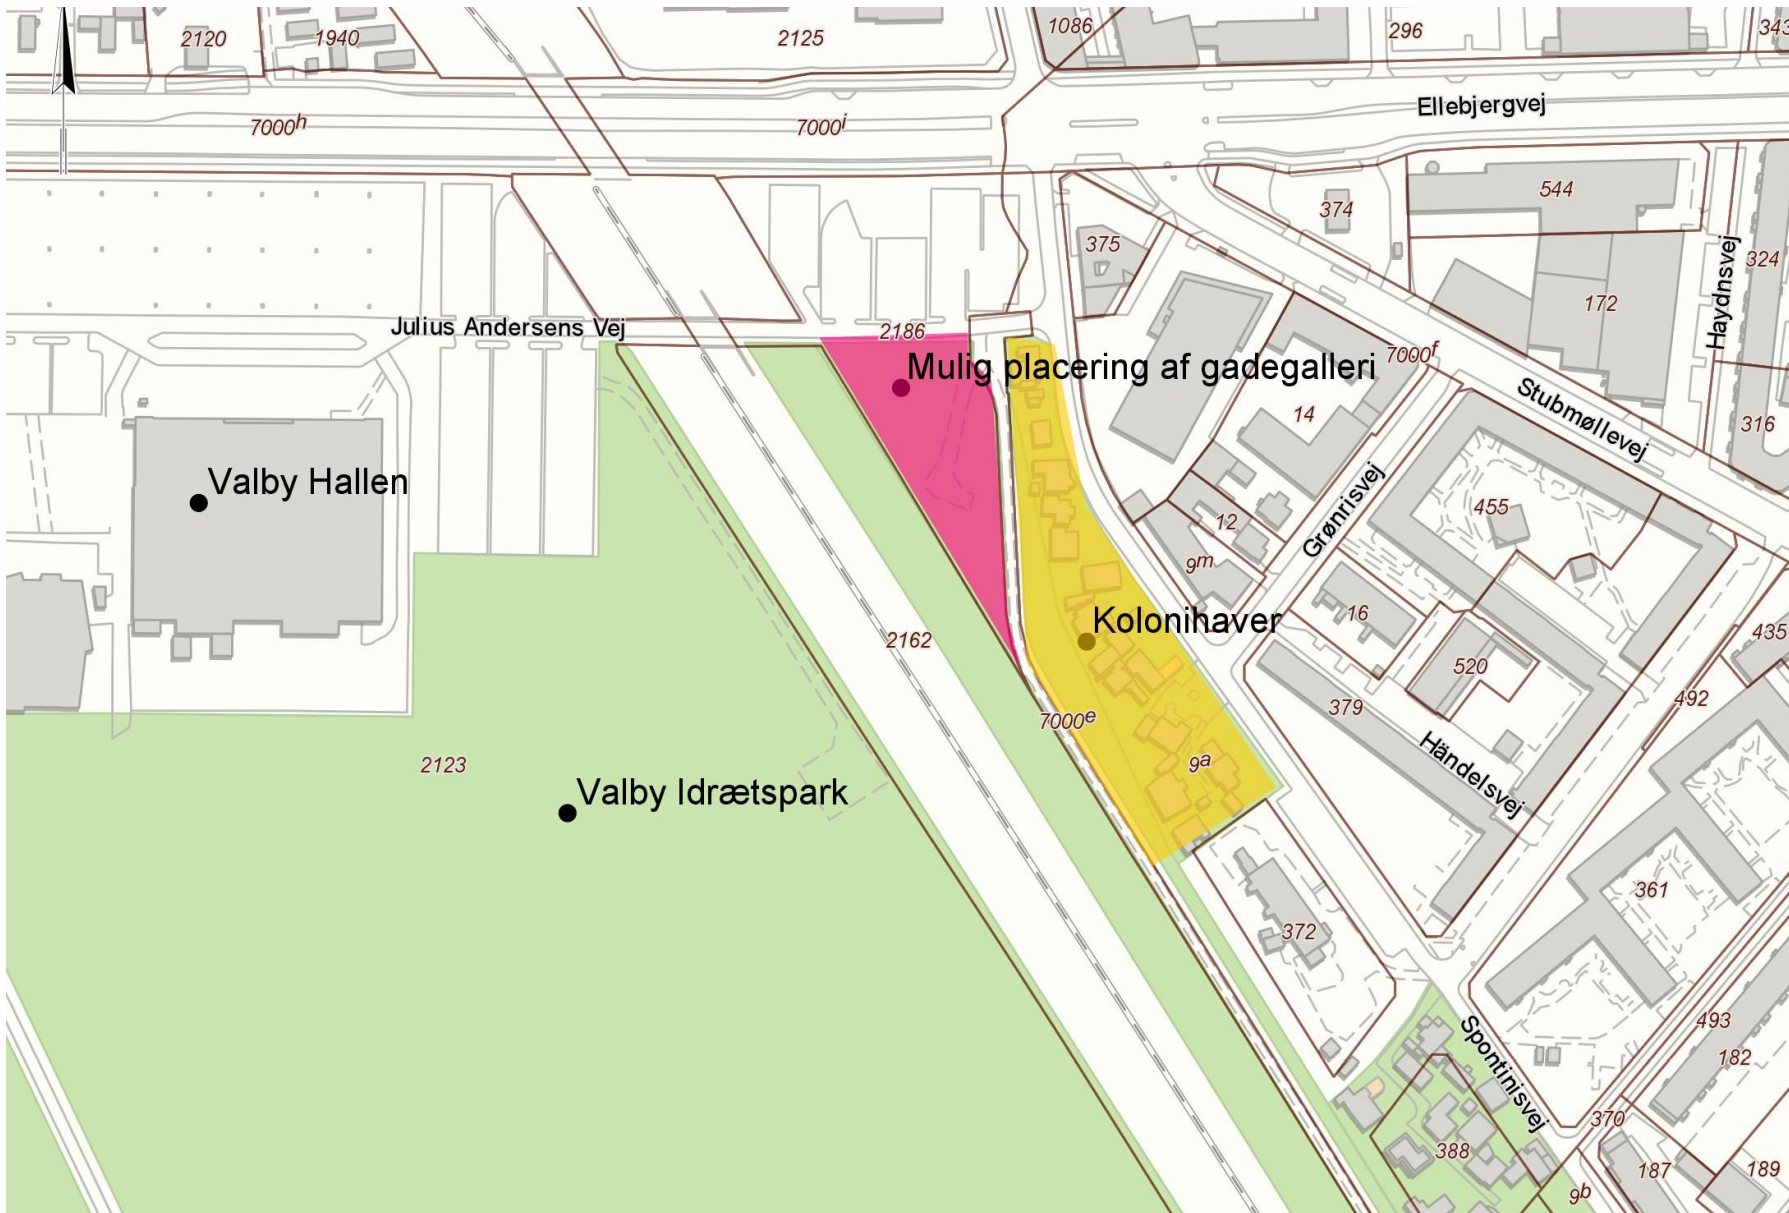 2120
1940
2125
1086
296
343
7000h
7000i
Ellebjergvej
544
374
375
324
172
Haydnsvej
Julius Andersens Vej
2186
7000f
Mulig placering af gadegalleri
14
Stubmøllevej
316
Valby Hallen
455
Grønrisvej
12
9m
Kolonihaver
16
2162
435
520
492
379
7000e
9a
Händelsvej
2123
Valby Idrætspark
361
372
493
182
Spontinisvej
370
388
187
189
9b